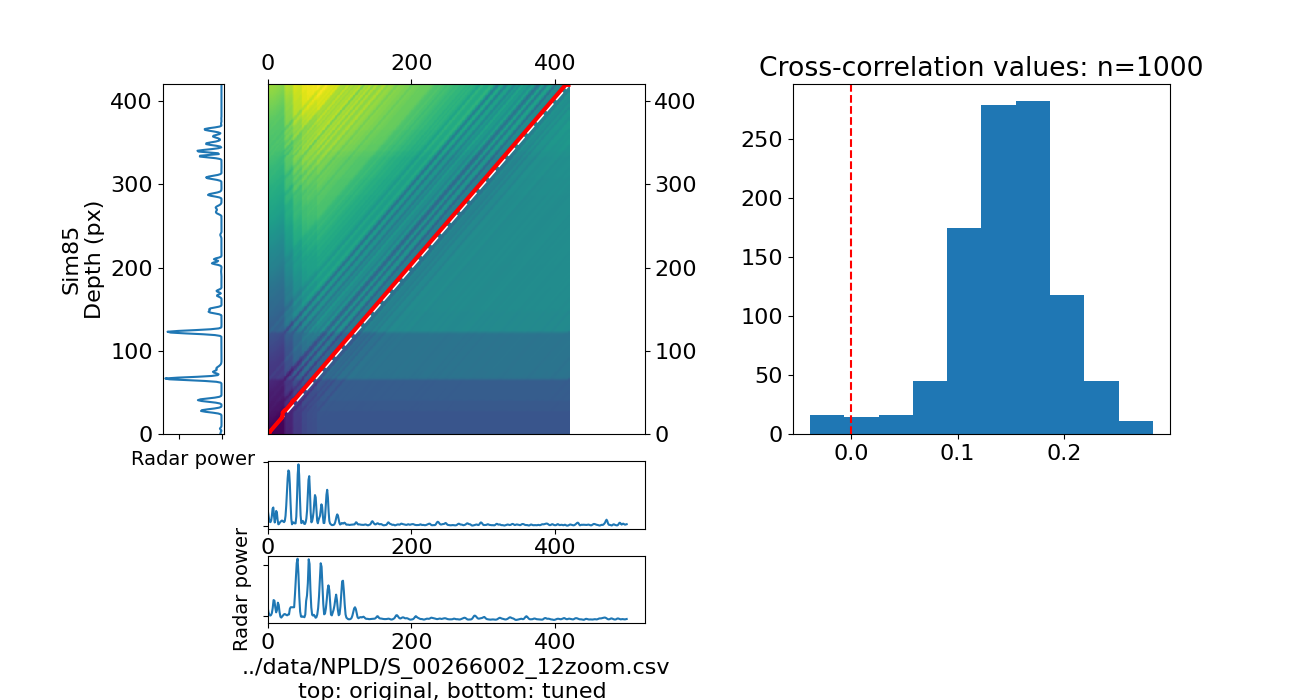 0 200 400
Cross-correlation values: n=1000
400
300
200
100
0
Sim85
Depth (px)
400
300
200
100
0
250
200
150
100
50
0
0.0 0.1 0.2
Radar power
0 200 400
Radar power
0 200 400
../data/NPLD/S_00266002_12zoom.csv
top: original, bottom: tuned